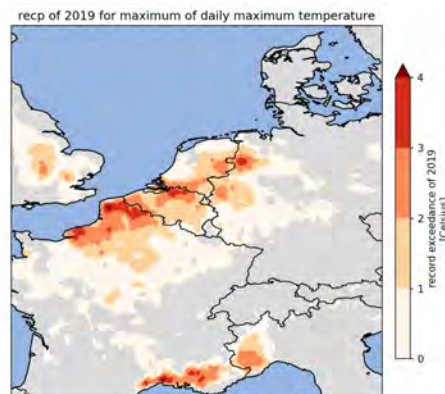 recp of 2019 for maximum of daily maximum temperature
4
3
2
1
0
record exceedance of 2019
[Celsius]